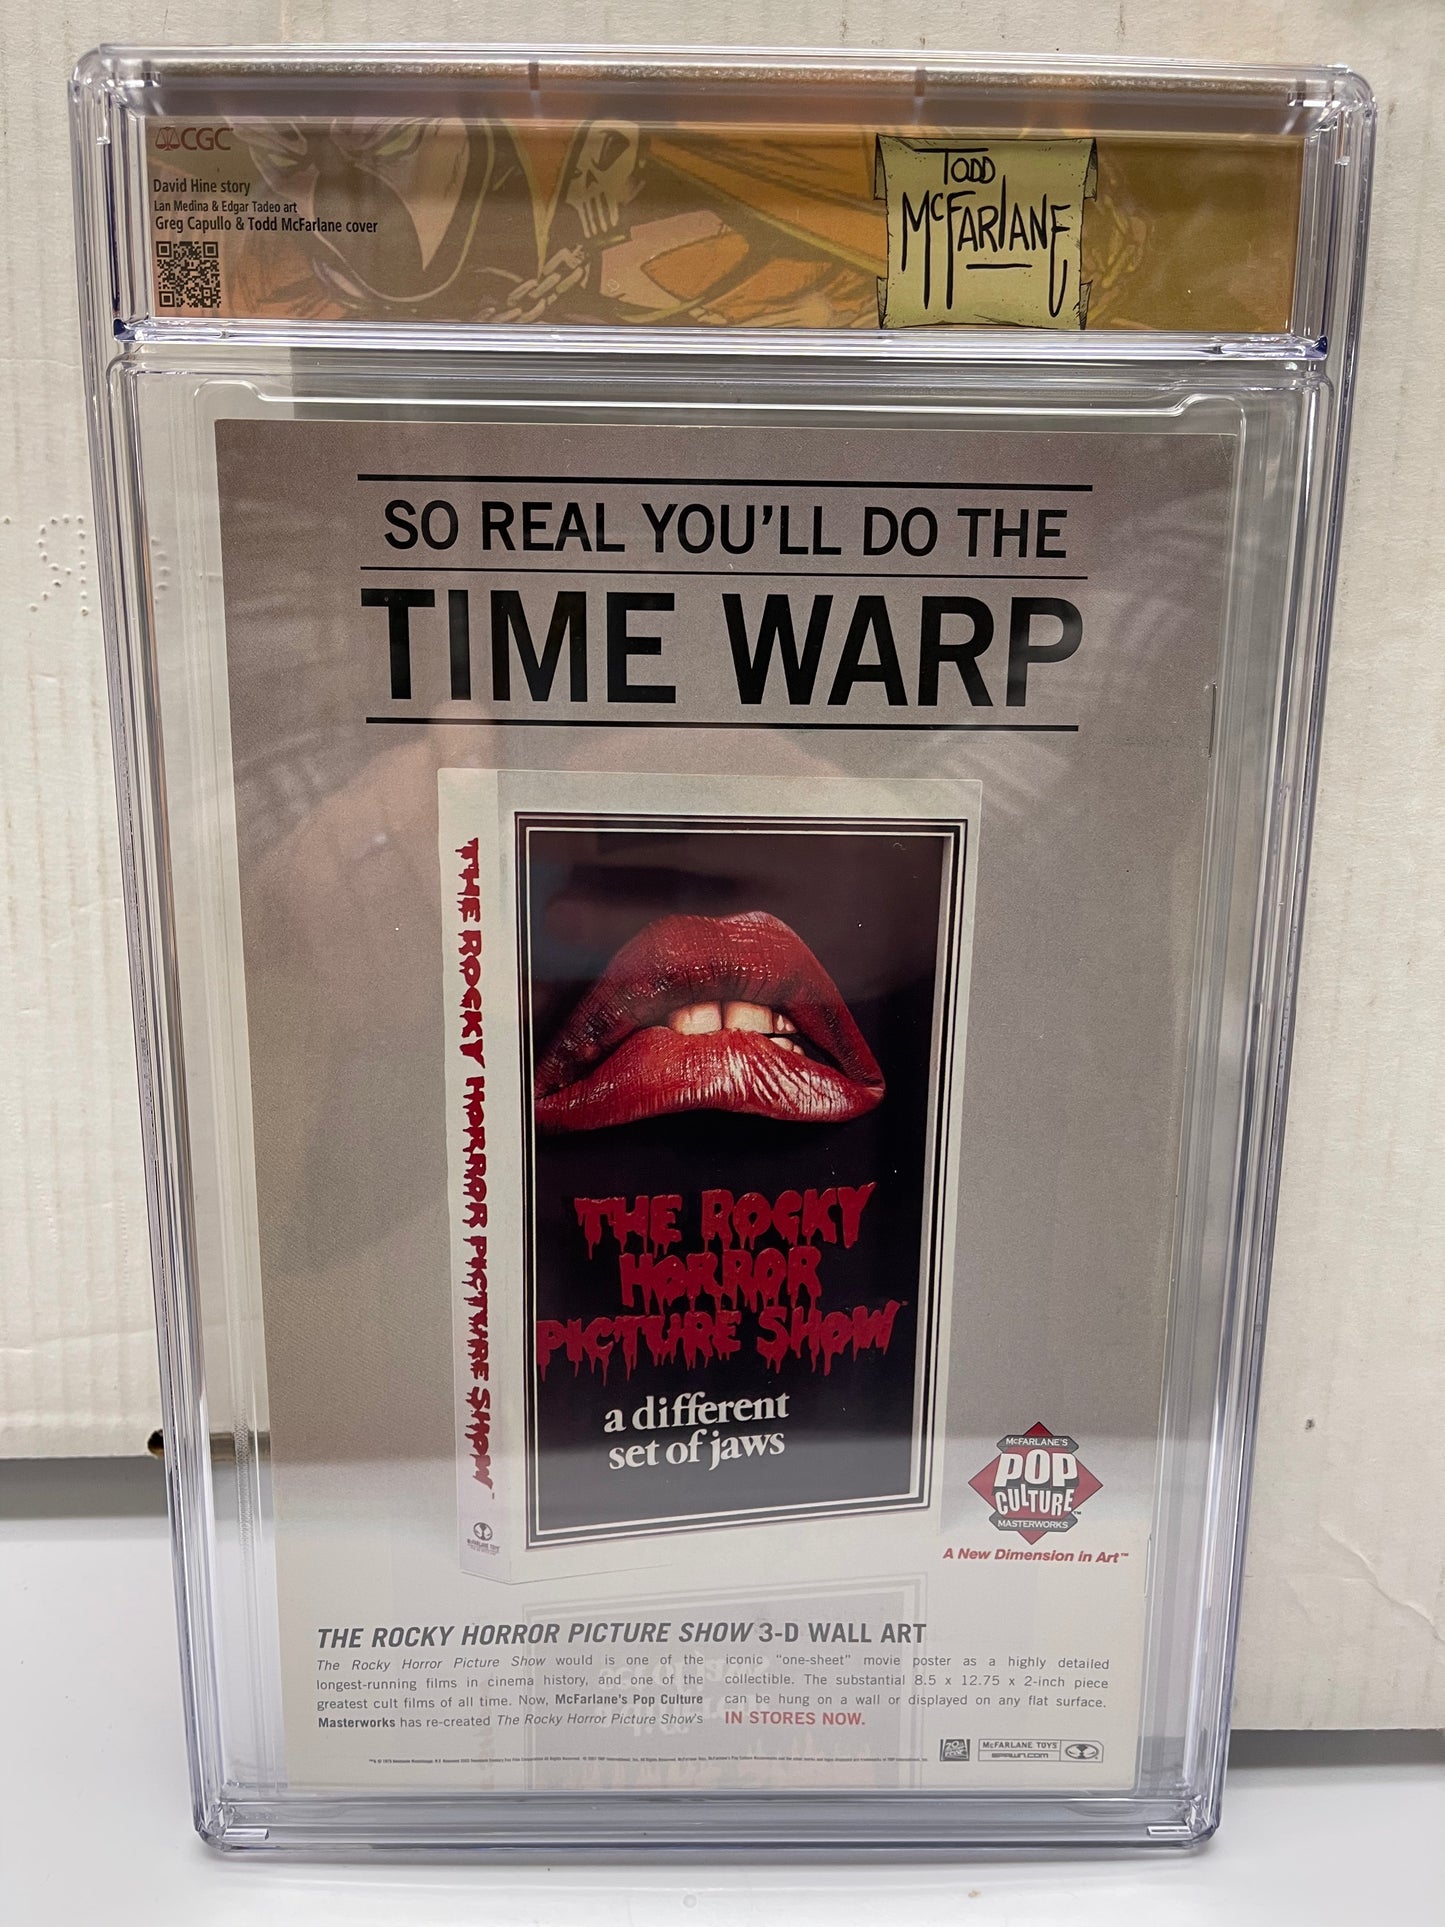 CGC
David Hine story
Lan Medina & Edgar Tadeo art
Greg Capullo & Todd McFarlane cover
TODD
McFARLANE
SO REAL YOU'LL DO THE
TIME WARP
THE ROCKY HORROR PICTURE SHOW
THE ROCKY
HORROR
PICTURE SHOW
a different
set of jaws
McFARLANE'S
POP
CULTURE™
MASTERWORKS
A New Dimension in Art™
THE ROCKY HORROR PICTURE SHOW 3-D WALL ART
The Rocky Horror Picture Show would is one of the
longest-running films in cinema history, and one of the
greatest cult films of all time. Now, McFarlane's Pop Culture
Masterworks has re-created The Rocky Horror Picture Show's
iconic "one-sheet" movie poster as a highly detailed
collectible. The substantial 8.5 x 12.75 x 2-inch piece
can be hung on a wall or displayed on any flat surface.
IN STORES NOW.
McFARLANE TOYS
SPAWN.COM